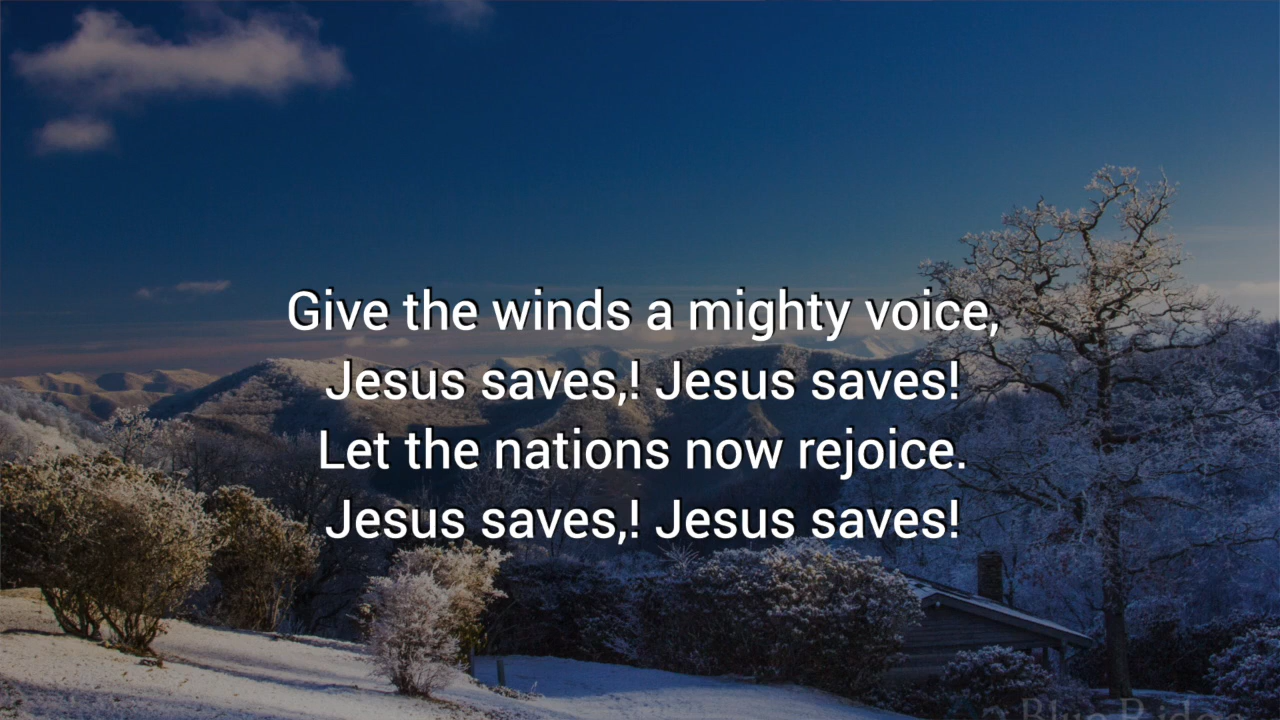 Give the winds a mighty voice,
Jesus saves,! Jesus saves!
Let the nations now rejoice.
Jesus saves,! Jesus saves!